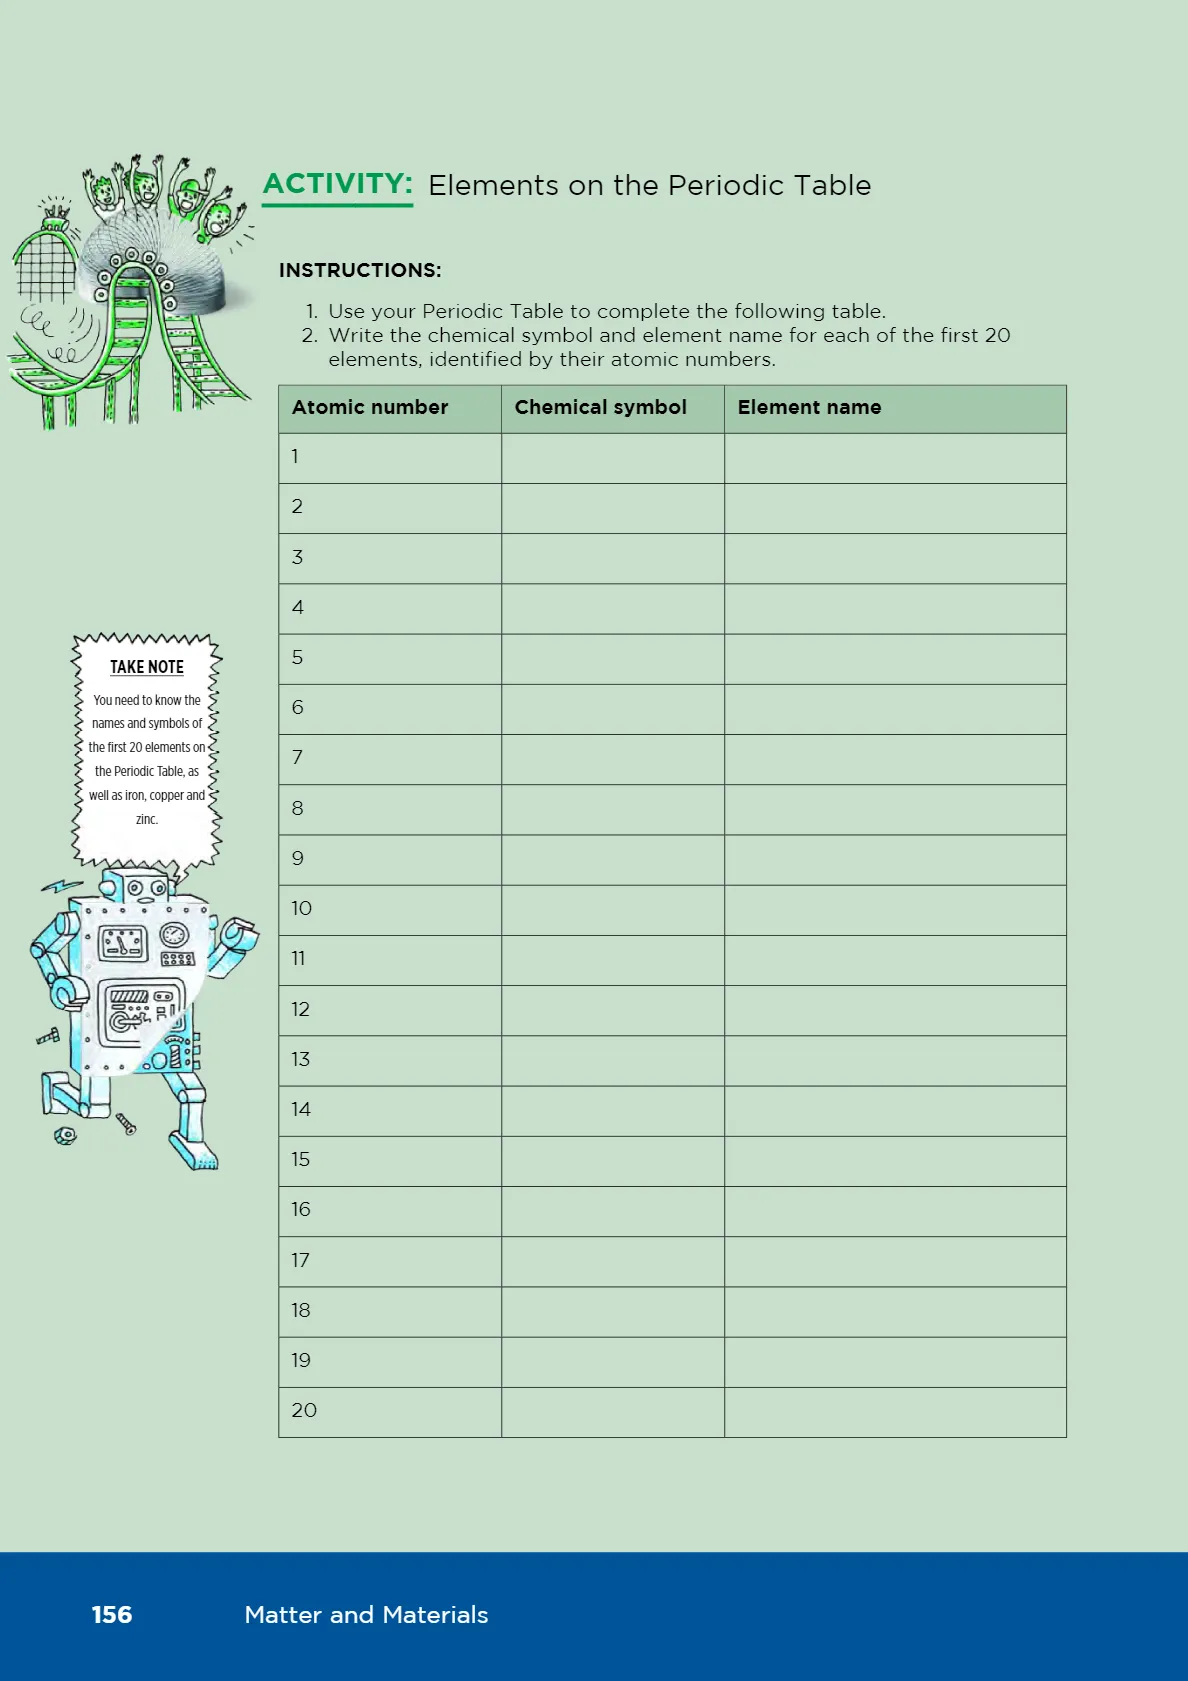 ACTIVITY: Elements on the Periodic Table
INSTRUCTIONS:
1. Use your Periodic Table to complete the following table.
2. Write the chemical symbol and element name for each of the first 20
elements, identified by their atomic numbers.
Atomic number Chemical symbol Element name
1
2
3
4
5
6
7
8
9
10
11
12
13
14
15
16
17
18
19
20
TAKE NOTE
You need to know the
names and symbols of
the first 20 elements on
the Periodic Table, as
well as iron, copper and
zinc.
156 Matter and Materials